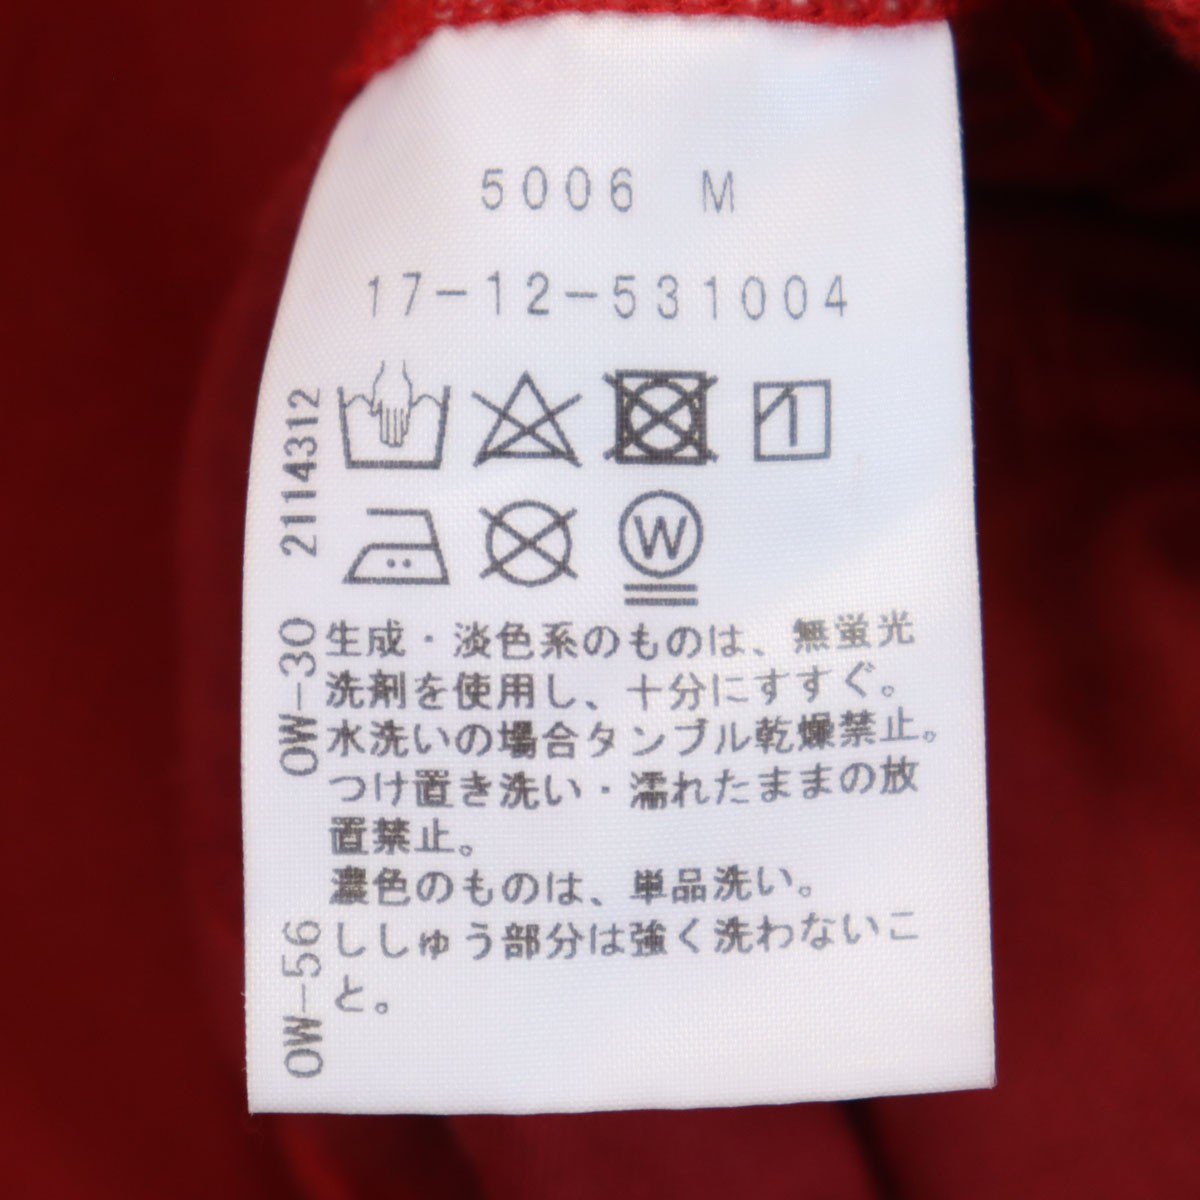 5006 M
17-12-531004
W
生成・淡色系のものは、無蛍光
洗剤を使用し、十分にすすぐ。
水洗いの場合タンブル乾燥禁止。
つけ置き洗い・濡れたままの放
置禁止。
濃色のものは、単品洗い。
ししゅう部分は強く洗わないこ
と。
OW-56 OW-30 2114312